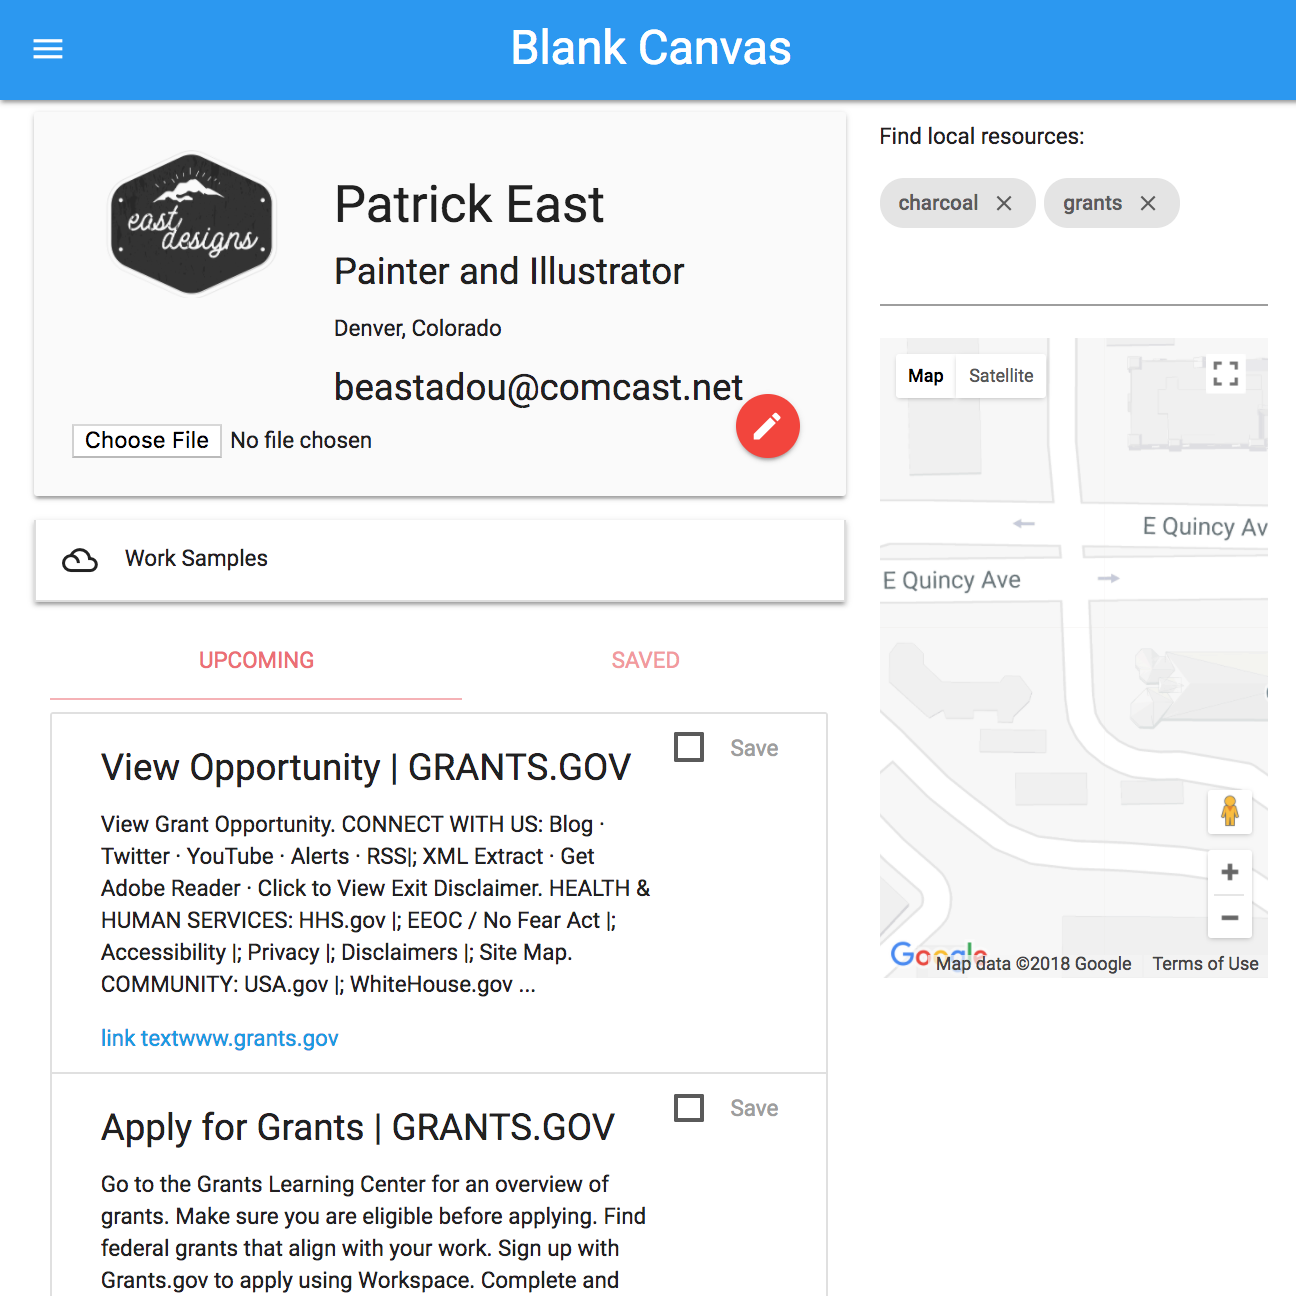 Blank Canvas
east
designs
Patrick East
Painter and Illustrator
Denver, Colorado
beastadou@comcast.net
Choose File No file chosen
Work Samples
UPCOMING SAVED
View Opportunity | GRANTS.GOV
Save
View Grant Opportunity. CONNECT WITH US: Blog ·
Twitter · YouTube · Alerts · RSS|; XML Extract · Get
Adobe Reader · Click to View Exit Disclaimer. HEALTH &
HUMAN SERVICES: HHS.gov |; EEOC / No Fear Act |;
Accessibility |; Privacy |; Disclaimers |; Site Map.
COMMUNITY: USA.gov |; WhiteHouse.gov ...
link textwww.grants.gov
Apply for Grants | GRANTS.GOV
Save
Go to the Grants Learning Center for an overview of
grants. Make sure you are eligible before applying. Find
federal grants that align with your work. Sign up with
Grants.gov to apply using Workspace. Complete and
Find local resources:
charcoal grants
Map Satellite
E Quincy Av
E Quincy Ave
Google
Map data ©2018 Google Terms of Use